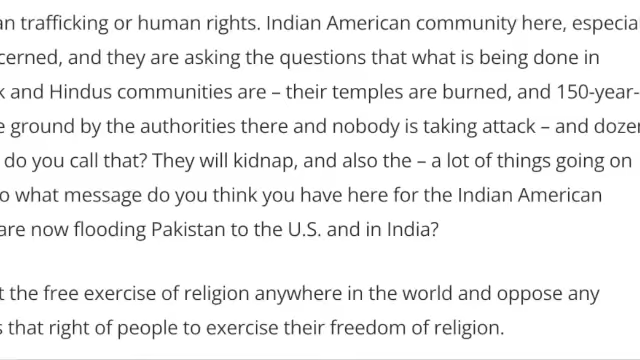 an trafficking or human rights. Indian American community here, especia
cerned, and they are asking the questions that what is being done in
k and Hindus communities are – their temples are burned, and 150-year-
e ground by the authorities there and nobody is taking attack – and dozen
do you call that? They will kidnap, and also the – a lot of things going on
o what message do you think you have here for the Indian American
are now flooding Pakistan to the U.S. and in India?
t the free exercise of religion anywhere in the world and oppose any
s that right of people to exercise their freedom of religion.